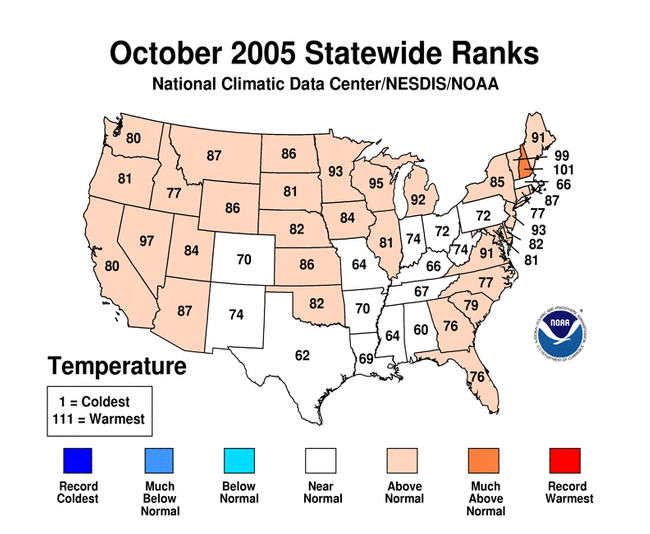 October 2005 Statewide Ranks
National Climatic Data Center/NESDIS/NOAA
91
80
99
87
86
93
101
95
66
81
85
77
81
92
87
86
84
72
77
82
72
93
97
74
74
82
84
81
91
70
64
81
80
86
66
77
67
87
82
79
74
70
76
64
60
62
69
76
NOAA
Temperature
1 = Coldest
111 = Warmest
Record
Coldest
Much
Below
Normal
Below
Normal
Near
Normal
Above
Normal
Much
Above
Normal
Record
Warmest